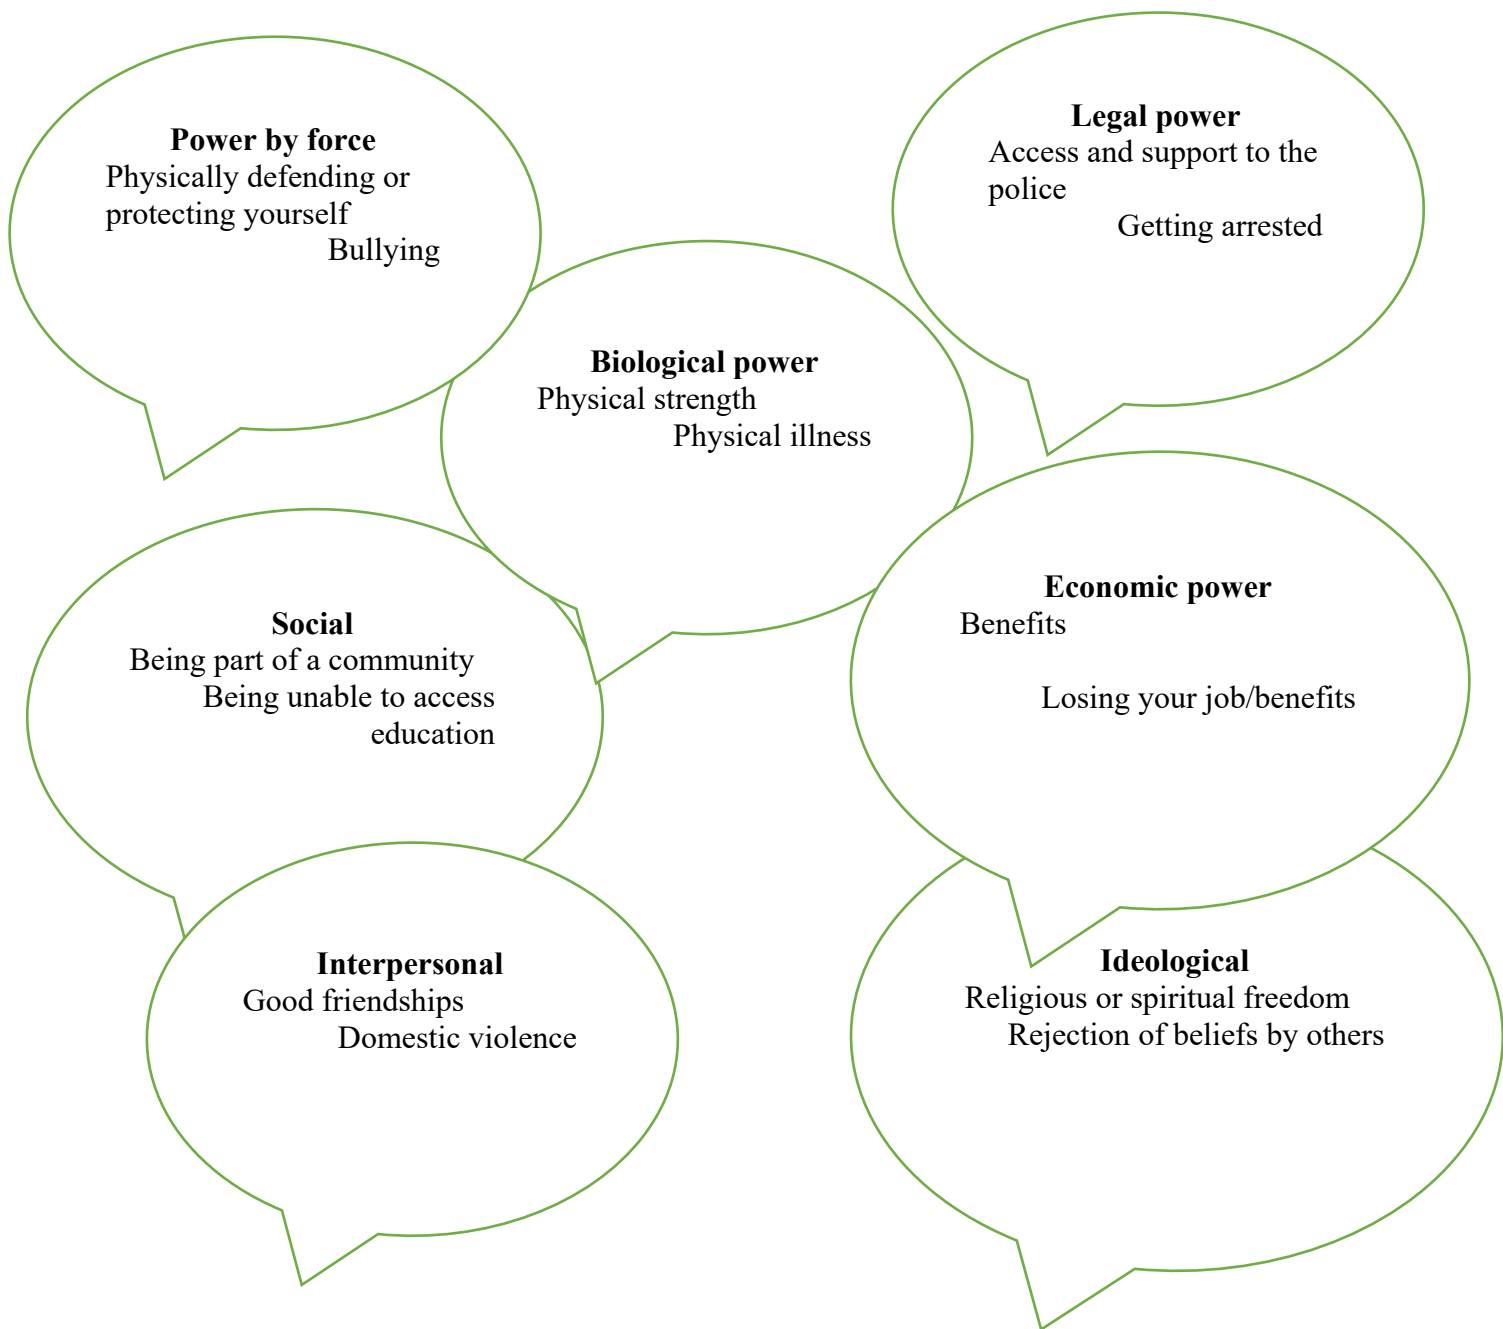 Power by force
Physically defending or
protecting yourself
Bullying
Legal power
Access and support to the
police
Getting arrested
Biological power
Physical strength
Physical illness
Social
Being part of a community
Being unable to access
education
Economic power
Benefits
Losing your job/benefits
Interpersonal
Good friendships
Domestic violence
Ideological
Religious or spiritual freedom
Rejection of beliefs by others